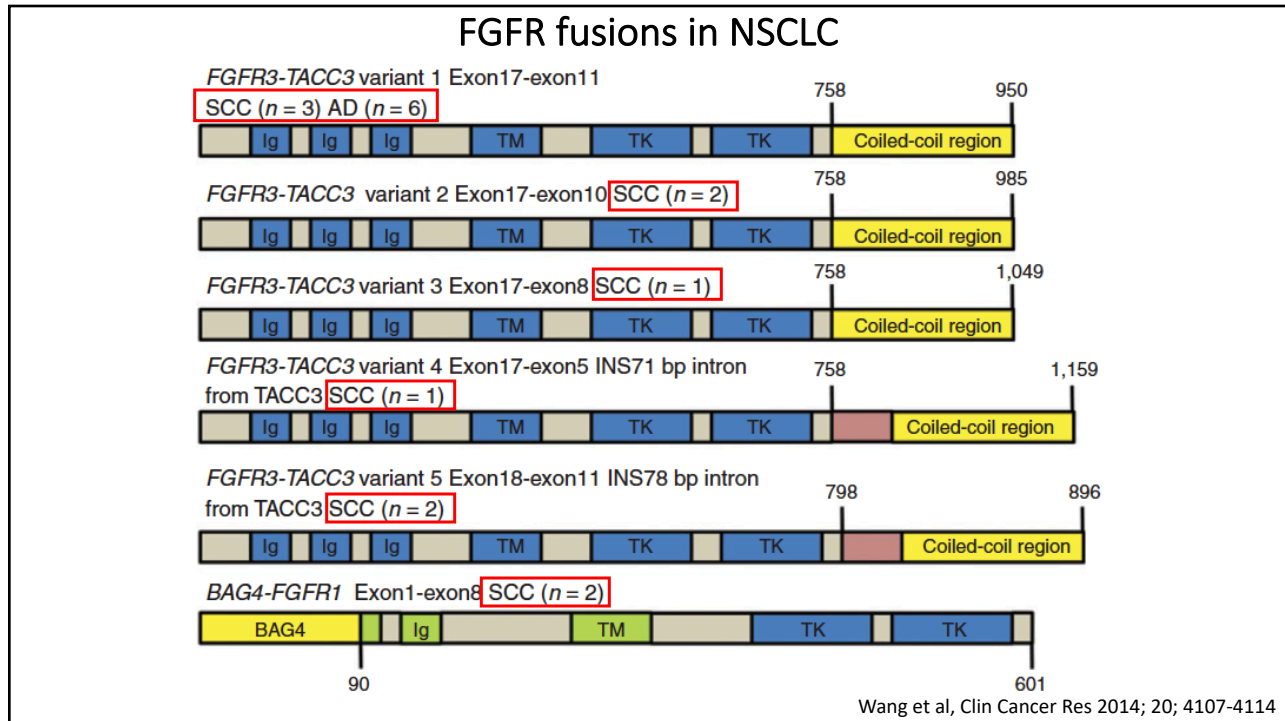 FGFR fusions in NSCLC
FGFR3-TACC3 variant 1 Exon17-exon11
SCC (n = 3) AD (n = 6)
758 950
Ig Ig Ig TM TK TK Coiled-coil region
FGFR3-TACC3 variant 2 Exon17-exon10 SCC (n = 2)
758 985
Ig Ig Ig TM TK TK Coiled-coil region
FGFR3-TACC3 variant 3 Exon17-exon8 SCC (n = 1)
758 1,049
Ig Ig Ig TM TK TK Coiled-coil region
FGFR3-TACC3 variant 4 Exon17-exon5 INS71 bp intron
from TACC3 SCC (n = 1)
758 1,159
Ig Ig Ig TM TK TK Coiled-coil region
FGFR3-TACC3 variant 5 Exon18-exon11 INS78 bp intron
from TACC3 SCC (n = 2)
798 896
Ig Ig Ig TM TK TK Coiled-coil region
BAG4-FGFR1 Exon1-exon8 SCC (n = 2)
BAG4 Ig TM TK TK
90 601
Wang et al, Clin Cancer Res 2014; 20; 4107-4114